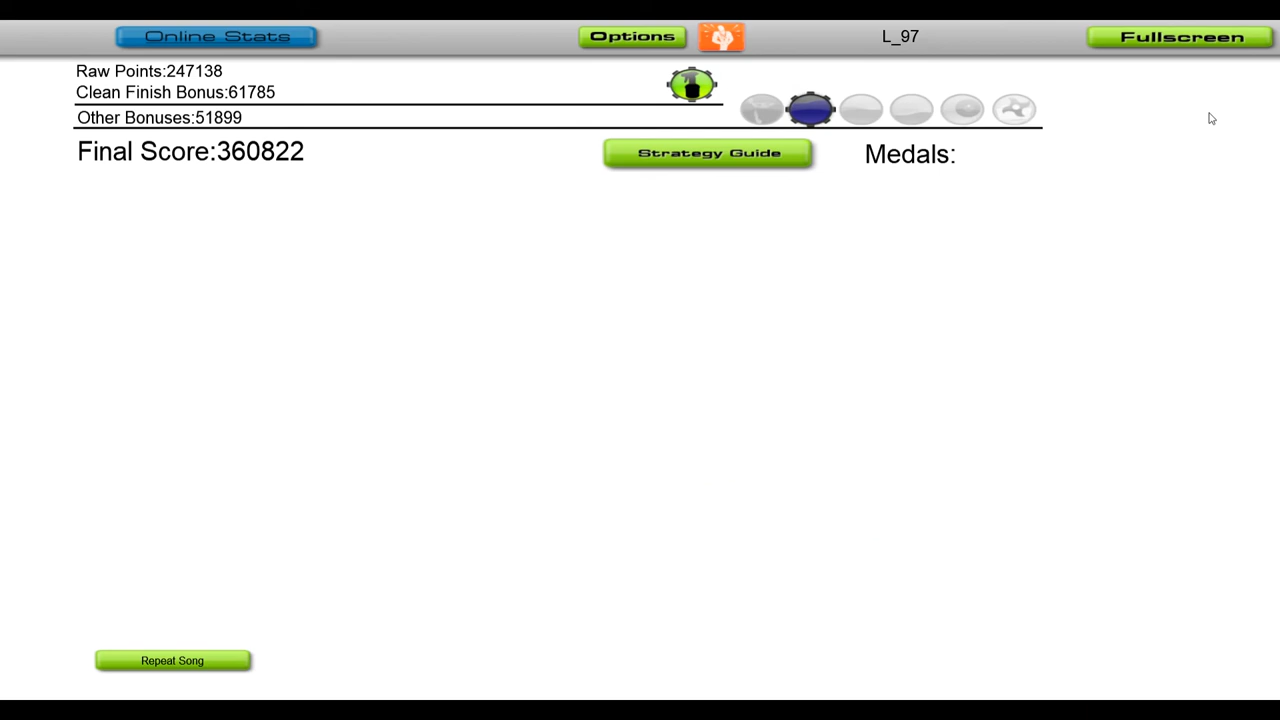 Online Stats
Options
L_97
Fullscreen
Raw Points:247138
Clean Finish Bonus:61785
Other Bonuses:51899
Final Score:360822
Strategy Guide
Medals:
Repeat Song